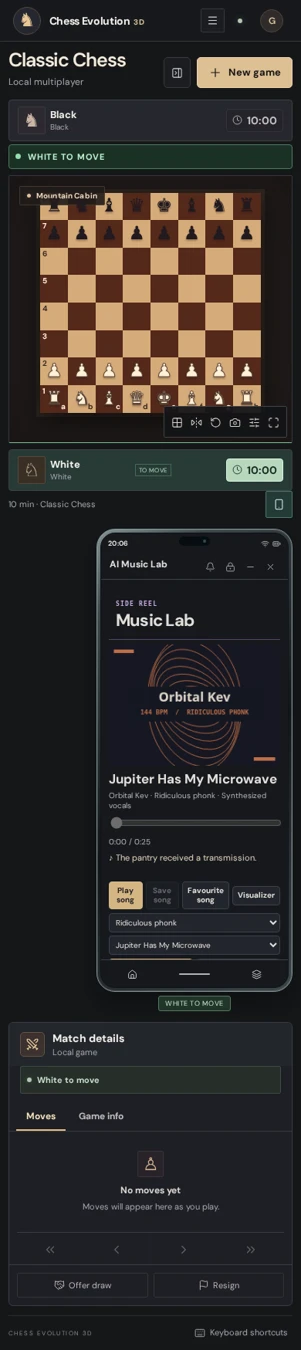 Chess Evolution 3D
G
Classic Chess
Local multiplayer
New game
Black
Black
10:00
WHITE TO MOVE
Mountain Cabin
7
6
5
4
3
2
1
a
b
c
d
White
White
TO MOVE
10:00
10 min · Classic Chess
20:06
AI Music Lab
SIDE REEL
Music Lab
Orbital Kev
144 BPM / RIDICULOUS PHONK
Jupiter Has My Microwave
Orbital Kev · Ridiculous phonk · Synthesized
vocals
0:00 / 0:25
♪ The pantry received a transmission.
Play
song
Save
song
Favourite
song
Visualizer
Ridiculous phonk
Jupiter Has My Microwave
WHITE TO MOVE
Match details
Local game
White to move
Moves
Game info
No moves yet
Moves will appear here as you play.
Offer draw
Resign
CHESS EVOLUTION 3D
Keyboard shortcuts